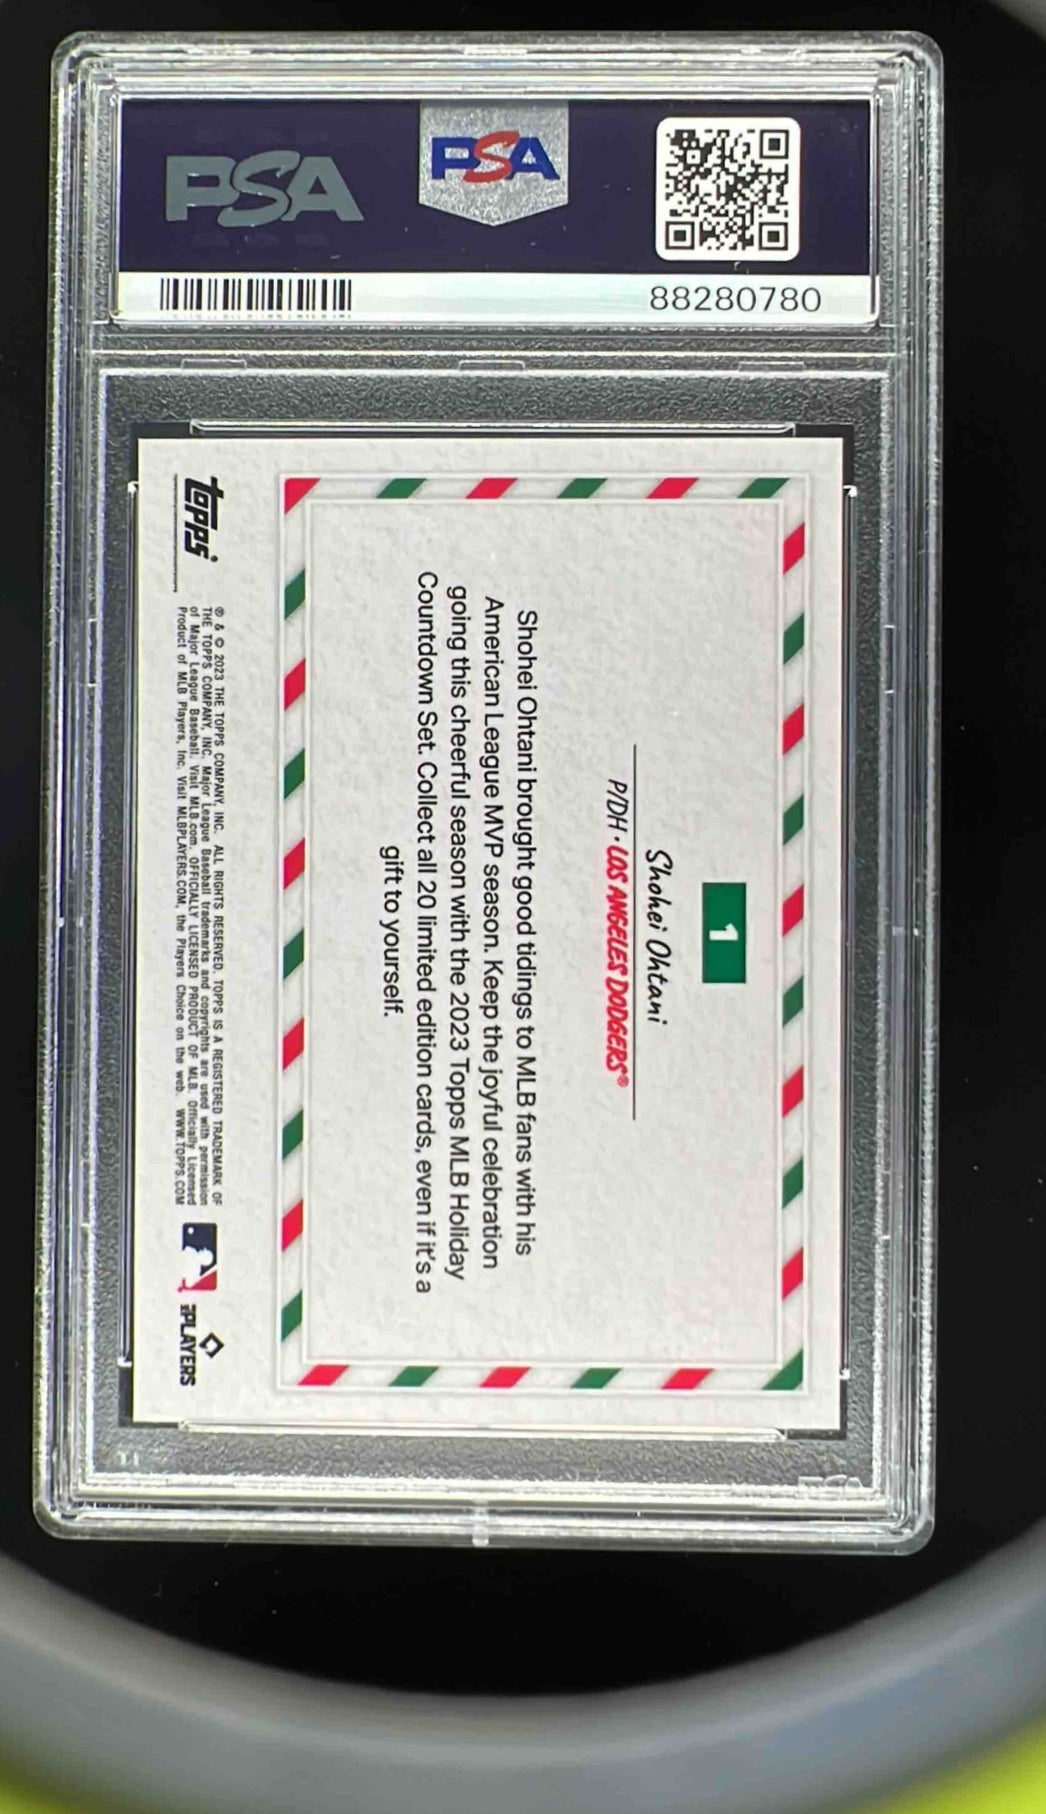 PSA
PSA
88280780
1
Shohei Ohtani
P/DH • LOS ANGELES DODGERS®
Shohei Ohtani brought good tidings to MLB fans with his
American League MVP season. Keep the joyful celebration
going this cheerful season with the 2023 Topps MLB Holiday
Countdown Set. Collect all 20 limited edition cards, even if it's a
gift to yourself.
topps
® & © 2023 THE TOPPS COMPANY, INC. ALL RIGHTS RESERVED. TOPPS IS A REGISTERED TRADEMARK OF
THE TOPPS COMPANY, INC. Major League Baseball trademarks and copyrights are used with permission
of Major League Baseball. Visit MLB.com. OFFICIALLY LICENSED PRODUCT OF MLB. Officially Licensed
Product of MLB Players, Inc. Visit MLBPLAYERS.COM, the Players Choice on the web. WWW.TOPPS.COM
PLAYERS